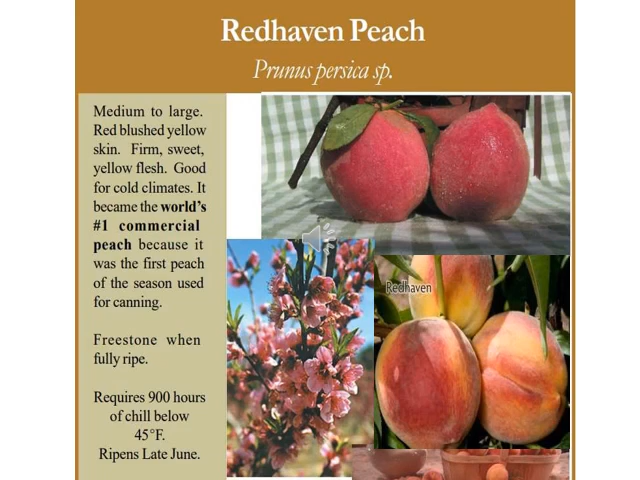 Redhaven Peach
Prunus persica sp.
Medium to large.
Red blushed yellow
skin. Firm, sweet,
yellow flesh. Good
for cold climates. It
became the world's
#1 commercial
peach because it
was the first peach
of the season used
for canning.
Freestone when
fully ripe.
Requires 900 hours
of chill below
45°F.
Ripens Late June.
Redhaven